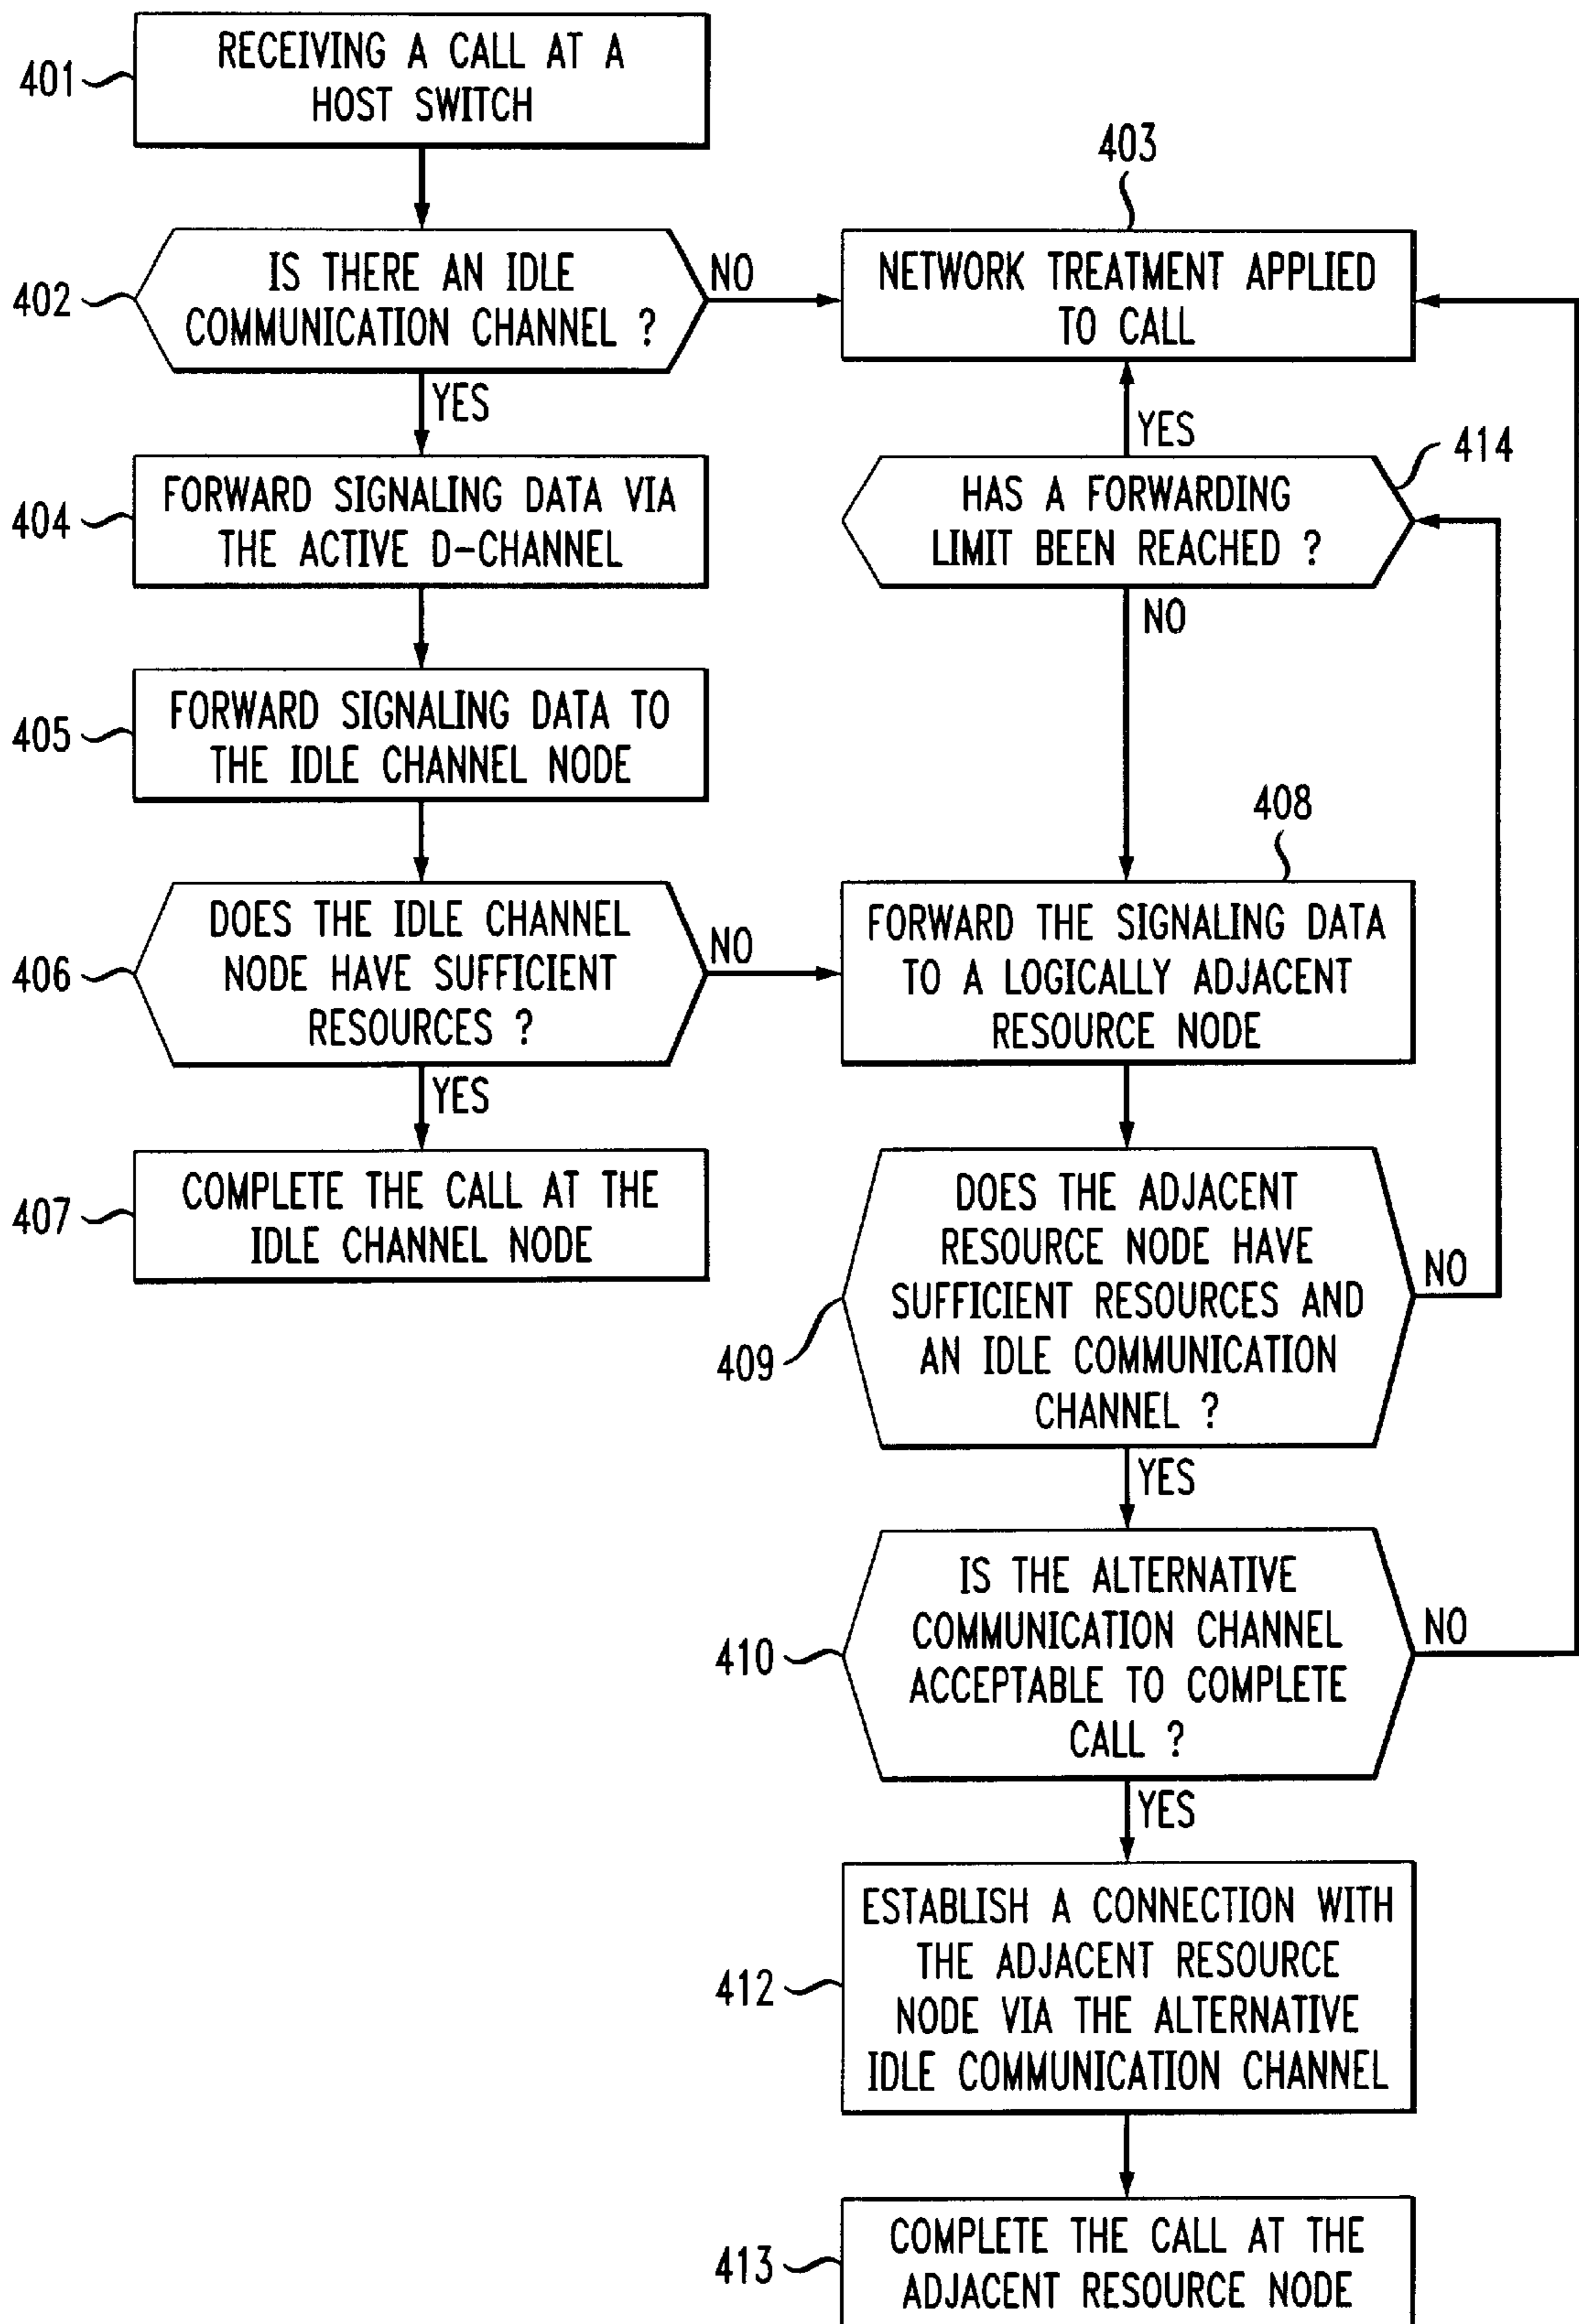 401
RECEIVING A CALL AT A
HOST SWITCH
402
IS THERE AN IDLE
COMMUNICATION CHANNEL ?
NO
YES
403
NETWORK TREATMENT APPLIED
TO CALL
YES
414
HAS A FORWARDING
LIMIT BEEN REACHED ?
NO
404
FORWARD SIGNALING DATA VIA
THE ACTIVE D-CHANNEL
405
FORWARD SIGNALING DATA TO
THE IDLE CHANNEL NODE
406
DOES THE IDLE CHANNEL
NODE HAVE SUFFICIENT
RESOURCES ?
NO
YES
407
COMPLETE THE CALL AT THE
IDLE CHANNEL NODE
408
FORWARD THE SIGNALING DATA
TO A LOGICALLY ADJACENT
RESOURCE NODE
409
DOES THE ADJACENT
RESOURCE NODE HAVE
SUFFICIENT RESOURCES AND
AN IDLE COMMUNICATION
CHANNEL ?
NO
YES
410
IS THE ALTERNATIVE
COMMUNICATION CHANNEL
ACCEPTABLE TO COMPLETE
CALL ?
NO
YES
412
ESTABLISH A CONNECTION WITH
THE ADJACENT RESOURCE
NODE VIA THE ALTERNATIVE
IDLE COMMUNICATION CHANNEL
413
COMPLETE THE CALL AT THE
ADJACENT RESOURCE NODE